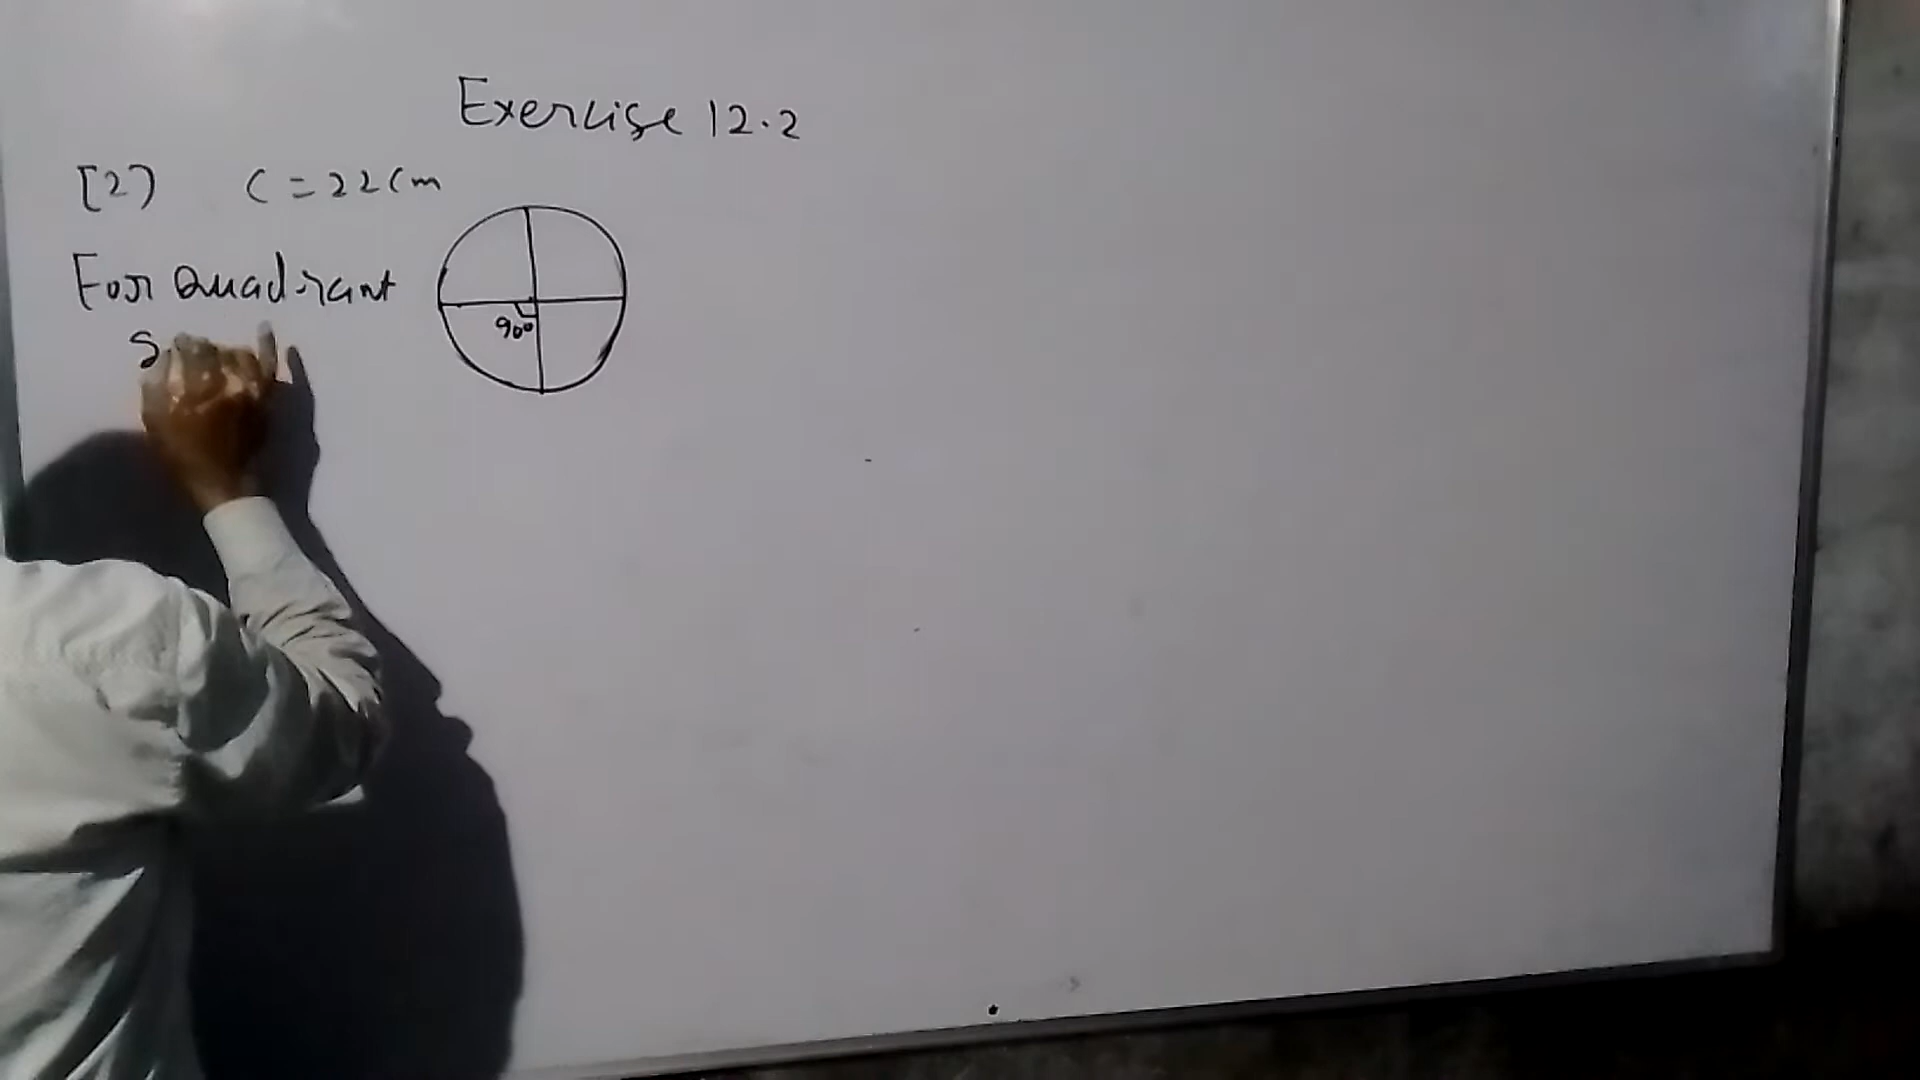 Exercise 12.2
[2) C = 22 Cm
For Quadrant
90°
S